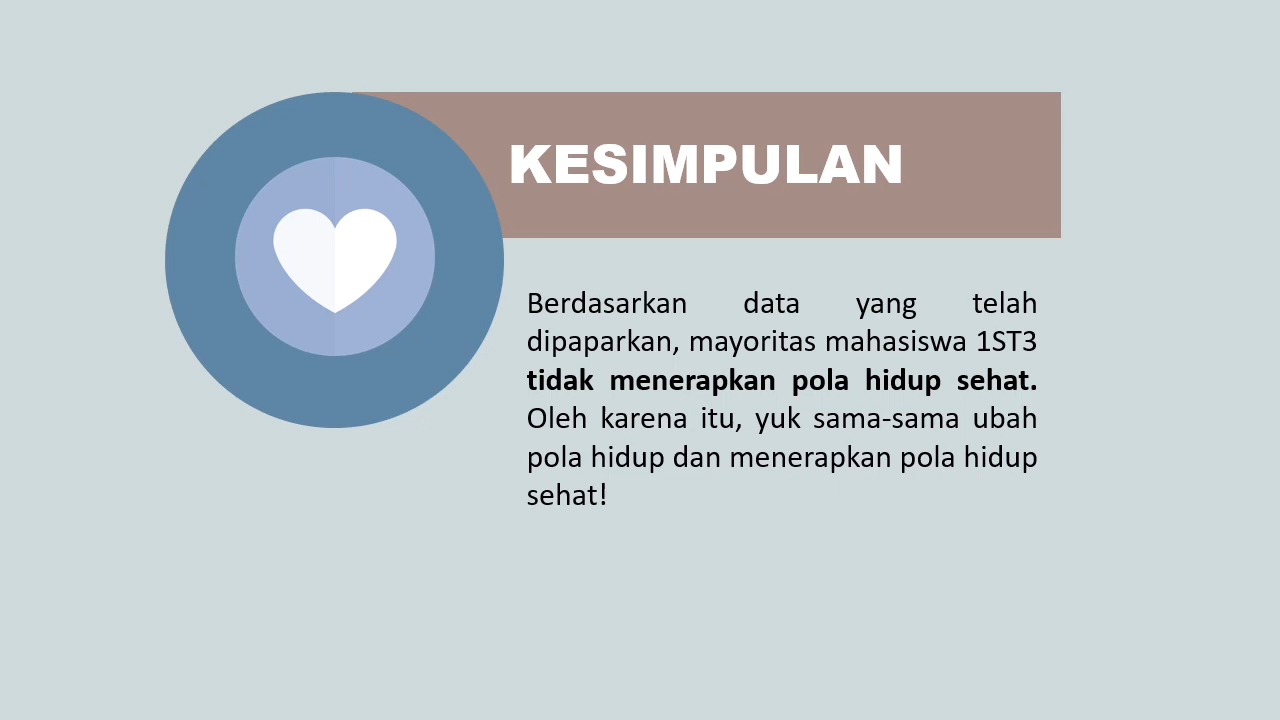 KESIMPULAN
Berdasarkan data yang telah
dipaparkan, mayoritas mahasiswa 1ST3
tidak menerapkan pola hidup sehat.
Oleh karena itu, yuk sama-sama ubah
pola hidup dan menerapkan pola hidup
sehat!